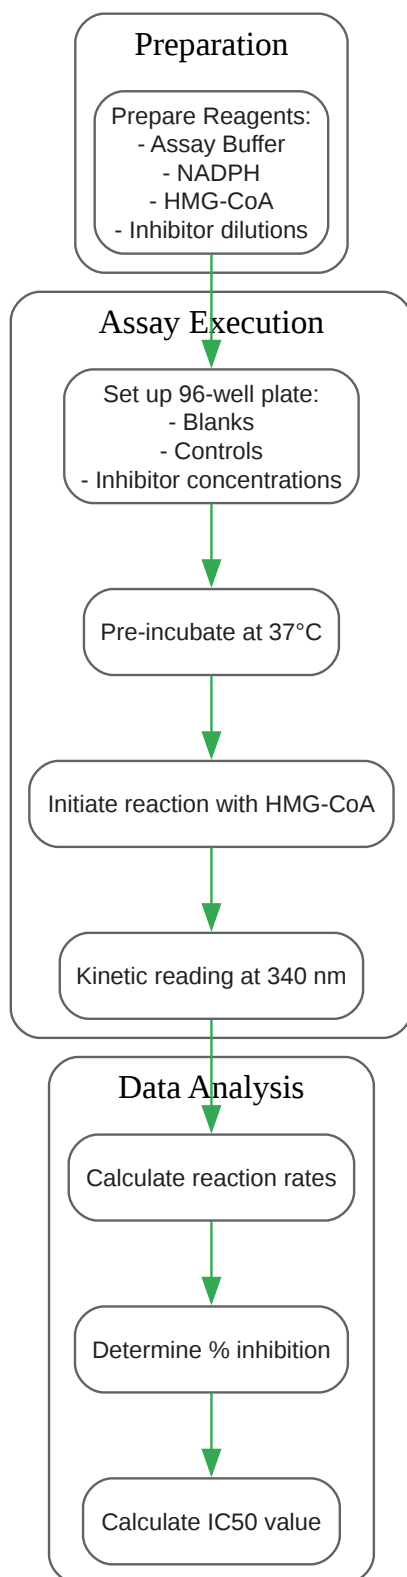 Preparation
Prepare Reagents:
- Assay Buffer
- NADPH
- HMG-CoA
- Inhibitor dilutions
Assay Execution
Set up 96-well plate:
- Blanks
- Controls
- Inhibitor concentrations
Pre-incubate at 37°C
Initiate reaction with HMG-CoA
Kinetic reading at 340 nm
Data Analysis
Calculate reaction rates
Determine % inhibition
Calculate IC50 value